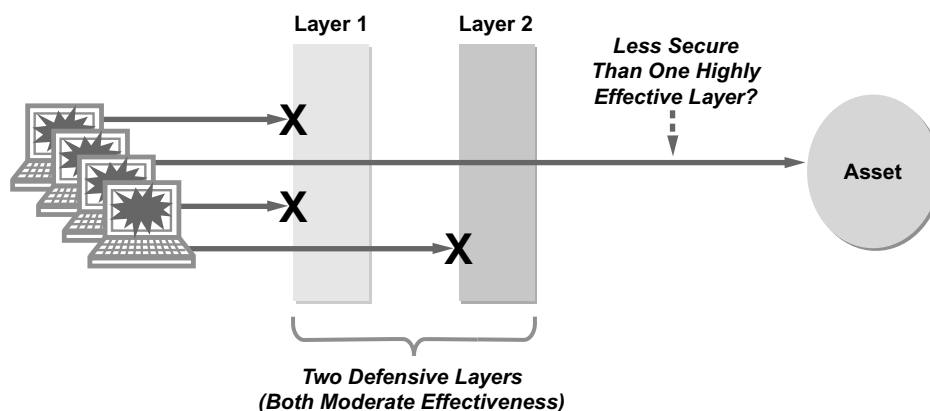 Layer 1
Layer 2
Less Secure
Than One Highly
Effective Layer?
X
X
X
Asset
Two Defensive Layers
(Both Moderate Effectiveness)